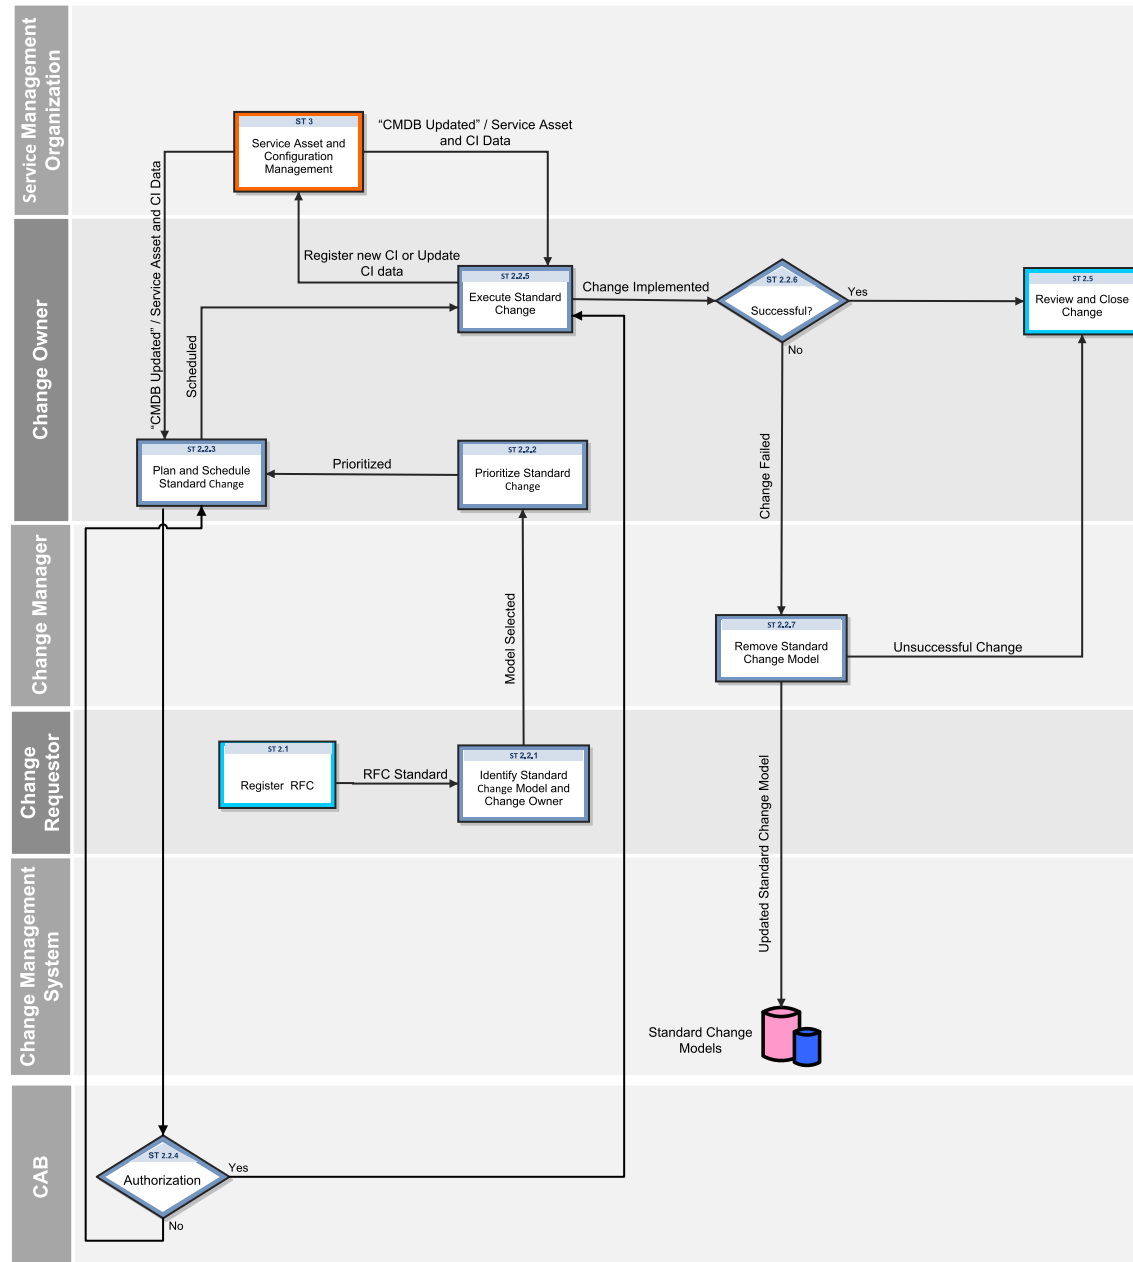 Service Management
Organization
ST 3
Service Asset and
Configuration
Management
“CMDB Updated” / Service Asset
and CI Data
“CMDB Updated” / Service Asset and CI Data
Change Owner
Register new CI or Update
CI data
ST 2.2.5
Execute Standard
Change
Change Implemented
ST 2.2.6
Successful?
Yes
No
ST 2.5
Review and Close
Change
Scheduled
ST 2.2.3
Plan and Schedule
Standard Change
Prioritized
ST 2.2.2
Prioritize Standard
Change
Change Failed
Change Manager
Model Selected
ST 2.2.7
Remove Standard
Change Model
Unsuccessful Change
Change
Requestor
ST 2.1
Register RFC
RFC Standard
ST 2.2.1
Identify Standard
Change Model and
Change Owner
Updated Standard Change Model
Change Management
System
Standard Change
Models
CAB
ST 2.2.4
Authorization
Yes
No